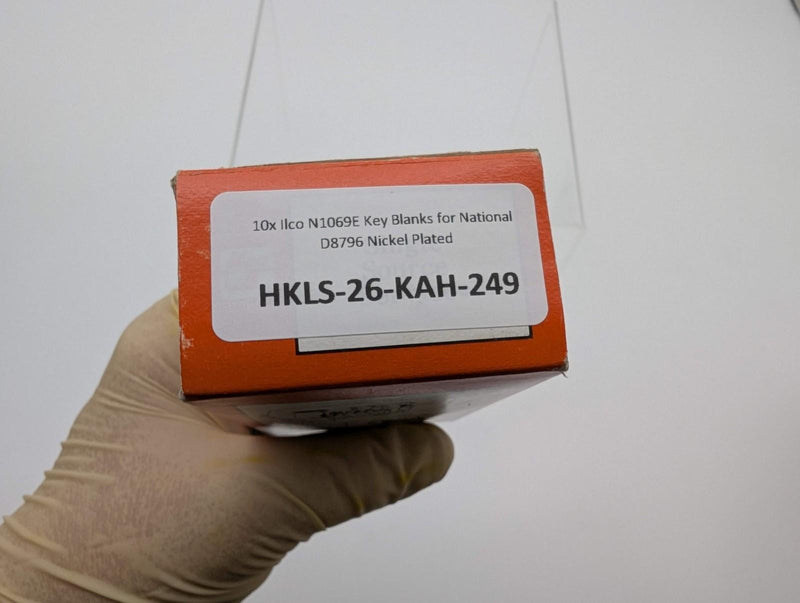 10x Ilco N1069E Key Blanks for National
D8796 Nickel Plated
HKLS-26-KAH-249